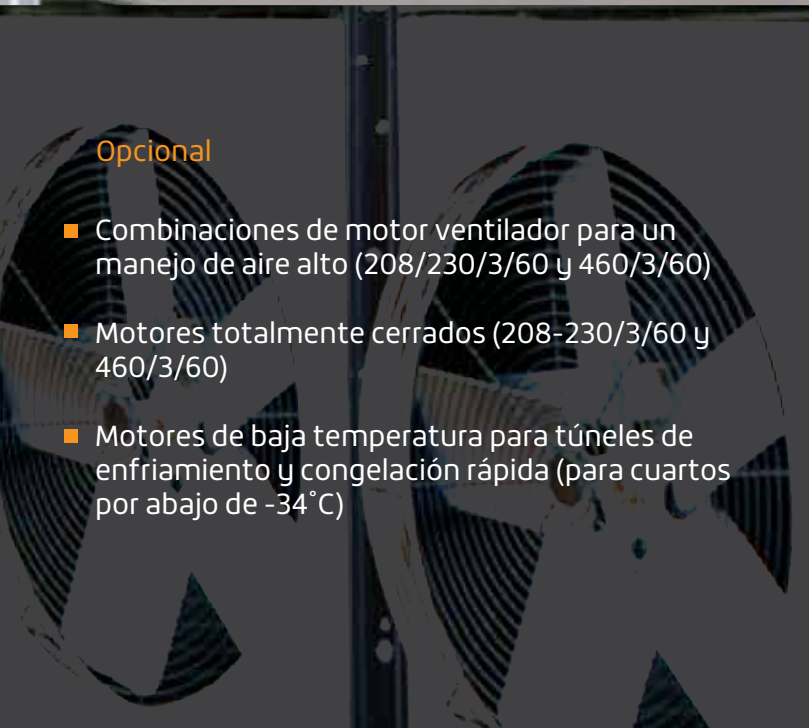 Opcional
Combinaciones de motor ventilador para un
manejo de aire alto (208/230/3/60 y 460/3/60)
Motores totalmente cerrados (208-230/3/60 y
460/3/60)
Motores de baja temperatura para túneles de
enfriamiento y congelación rápida (para cuartos
por abajo de -34˚C)